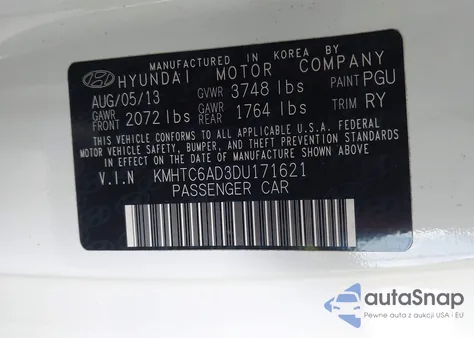 MANUFACTURED IN KOREA BY
HYUNDAI MOTOR COMPANY
AUG/05/13 GVWR 3748 lbs PAINT PGU
GAWR FRONT 2072 lbs GAWR REAR 1764 lbs TRIM RY
THIS VEHICLE CONFORMS TO ALL APPLICABLE U.S.A. FEDERAL
MOTOR VEHICLE SAFETY, BUMPER, AND THEFT PREVENTION
STANDARDS IN EFFECT ON THE DATE OF MANUFACTURE SHOWN ABOVE.
V.I.N KMHTC6AD3DU171621
PASSENGER CAR
autoSnap
Pewne auta z aukcji USA - EU